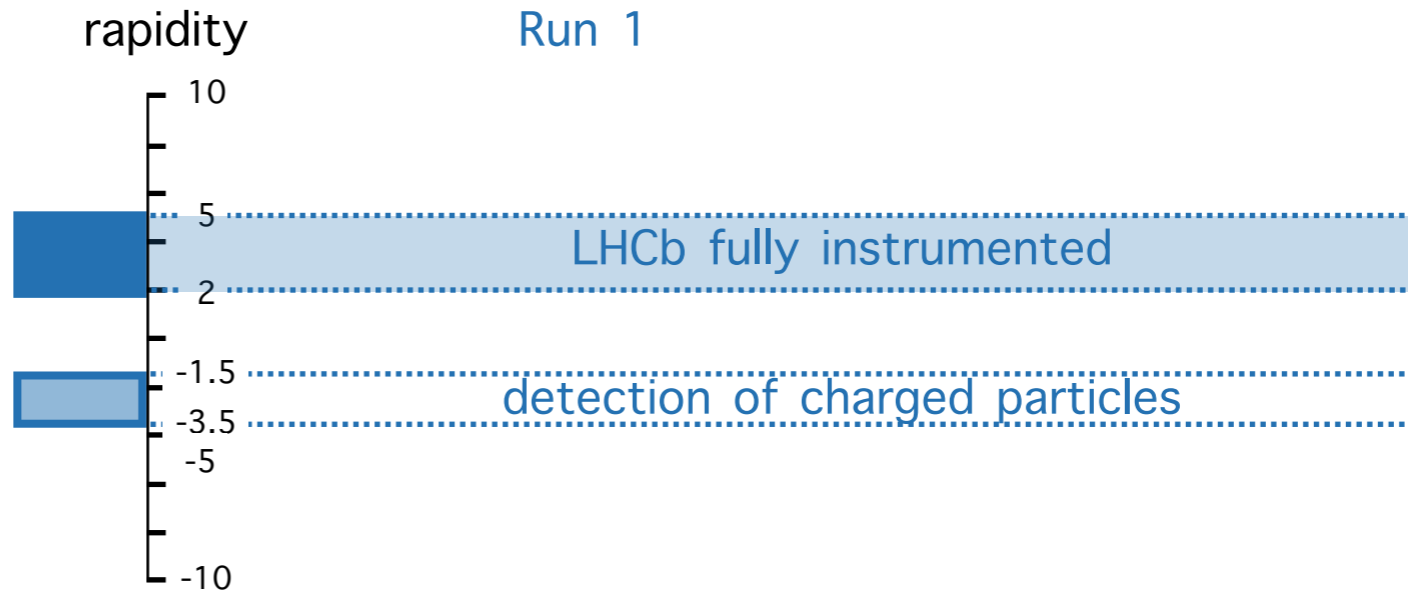 rapidity Run 1
10
5
LHCb fully instrumented
2
-1.5
detection of charged particles
-3.5
-5
-10